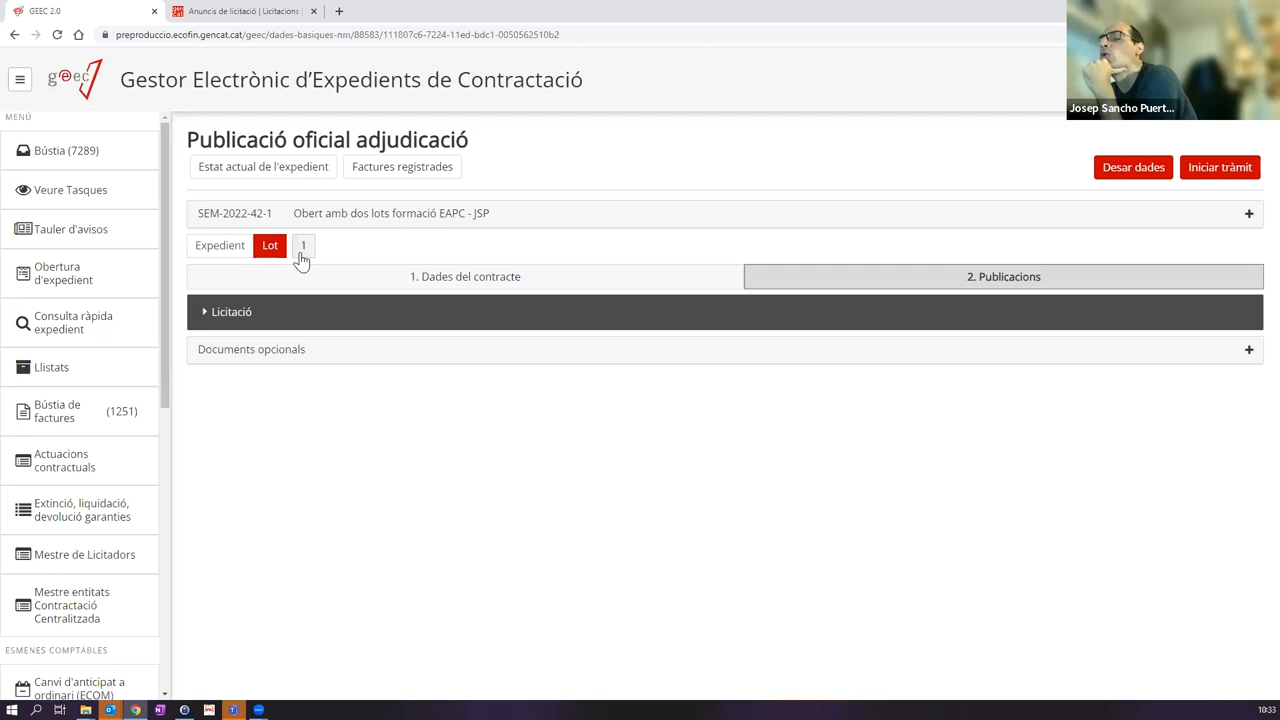 GEEC 2.0
Anuncis de licitació | Licitacions
preproduccio.ecofin.gencat.cat/geec/dades-basiques-nm/88583/111807c6-7224-11ed-bdc1-0050562510b2
geec
Gestor Electrònic d'Expedients de Contractació
Josep Sancho Puert...
MENÚ
Bústia (7289)
Veure Tasques
Tauler d'avisos
Obertura
d'expedient
Consulta ràpida
expedient
Llistats
Bústia de
factures
(1251)
Actuacions
contractuals
Extinció, liquidació,
devolució garanties
Mestre de Licitadors
Mestre entitats
Contractació
Centralitzada
ESMENES COMPTABLES
Canvi d'anticipat a
ordinari (ECOM)
Publicació oficial adjudicació
Estat actual de l'expedient
Factures registrades
Desar dades
Iniciar tràmit
SEM-2022-42-1 Obert amb dos lots formació EAPC - JSP
Expedient
Lot
1
1. Dades del contracte
2. Publicacions
Licitació
Documents opcionals
10:33